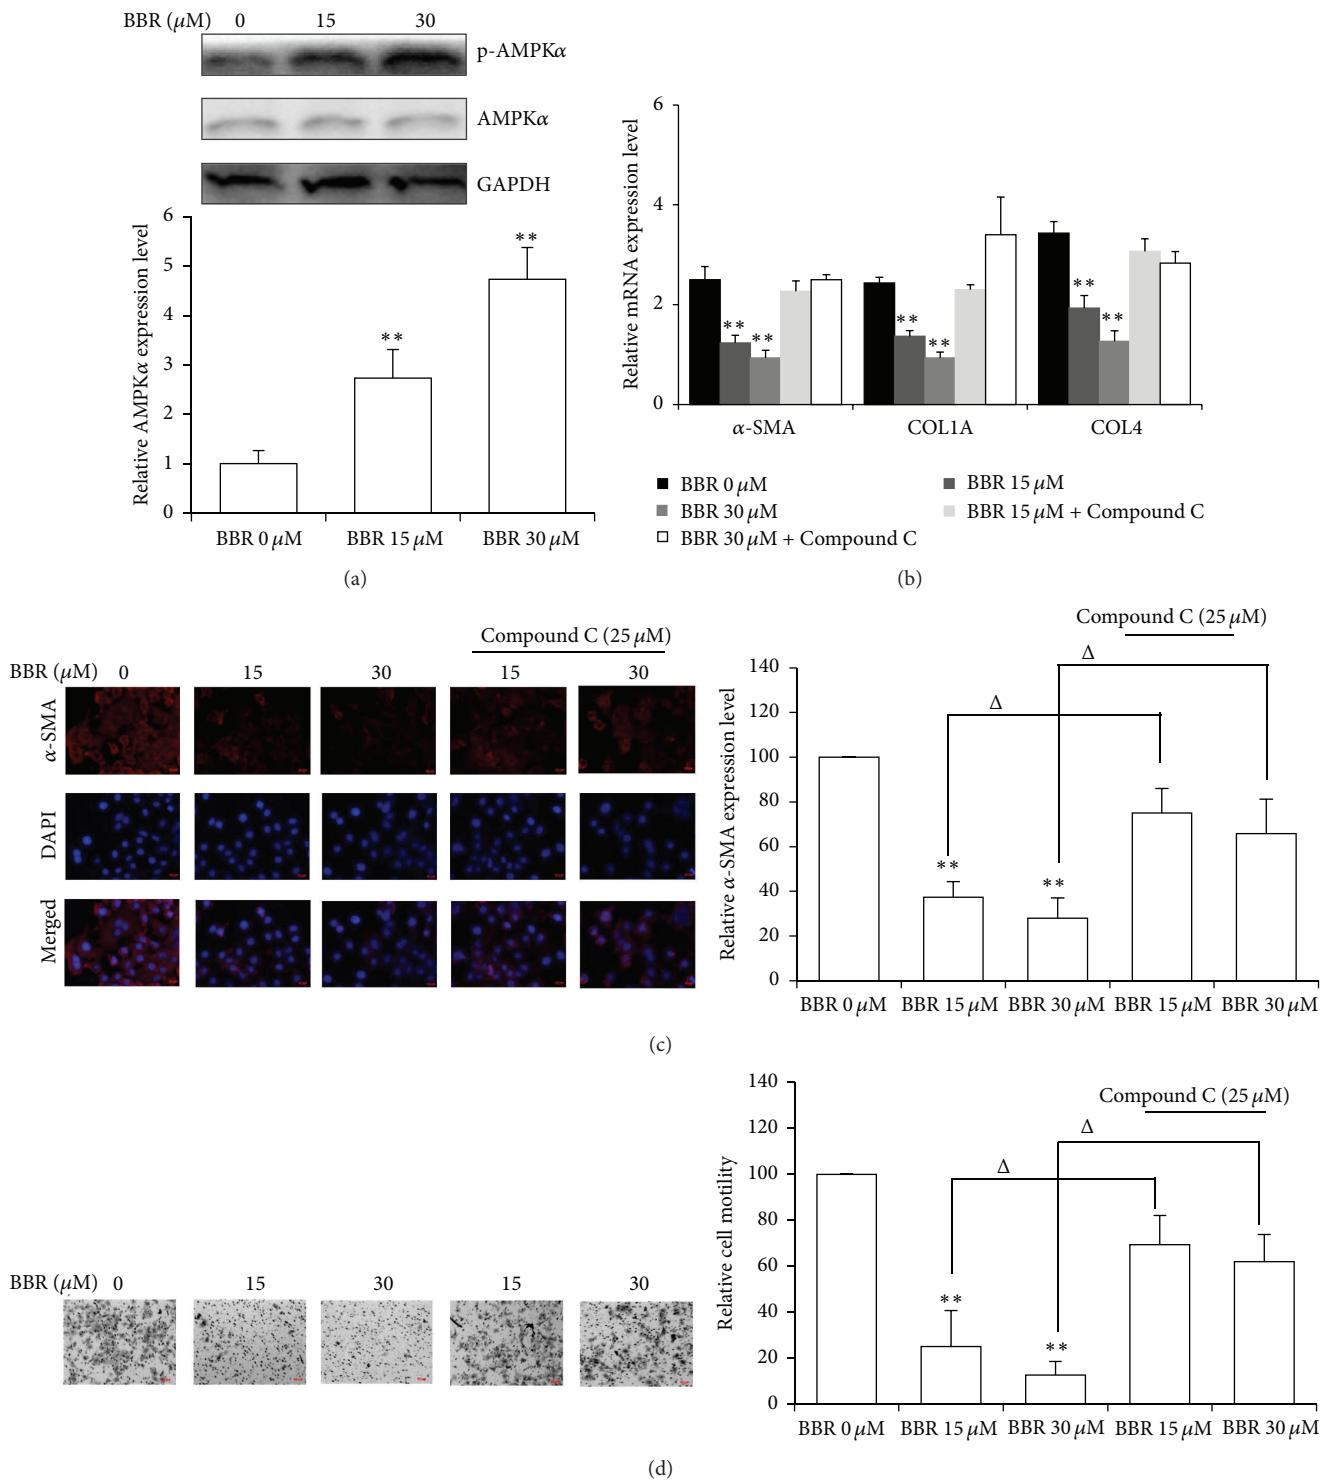 BBR (μM) 0 15 30
p-AMPKα
AMPKα
GAPDH
Relative AMPKα expression level
6
5
4
3
2
1
0
**
**
BBR 0 μM BBR 15 μM BBR 30 μM
(a)
Relative mRNA expression level
6
4
2
0
** ** ** ** ** **
α-SMA COL1A COL4
BBR 0 μM BBR 15 μM
BBR 30 μM BBR 15 μM + Compound C
BBR 30 μM + Compound C
(b)
Compound C (25 μM)
BBR (μM) 0 15 30 15 30
α-SMA
DAPI
Merged
Compound C (25 μM)
Relative α-SMA expression level
140
120
100
80
60
40
20
0
Δ
Δ
**
**
BBR 0 μM BBR 15 μM BBR 30 μM BBR 15 μM BBR 30 μM
(c)
BBR (μM) 0 15 30 15 30
Relative cell motility
140
120
100
80
60
40
20
0
Compound C (25 μM)
Δ
Δ
**
**
BBR 0 μM BBR 15 μM BBR 30 μM BBR 15 μM BBR 30 μM
(d)